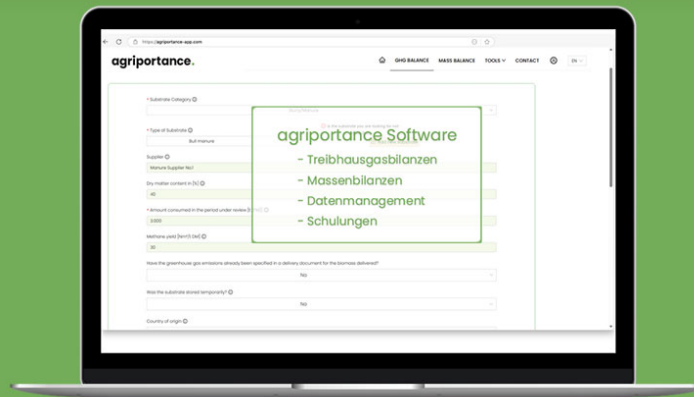 https://agriportance-app.com
agriportance.
GHG BALANCE MASS BALANCE TOOLS CONTACT EN
* Substrate Category
* Type of Substrate
Bull manure
agriportance Software
- Treibhausgasbilanzen
- Massenbilanzen
- Datenmanagement
- Schulungen
Supplier
Manure Supplier No.1
Dry matter content in [%]
40
* Amount consumed in the period under review
3.000
Methane yield
30
Have the greenhouse gas emissions already been specified in a delivery document for the biomass delivered?
No
Was the substrate stored temporarily?
No
Country of origin